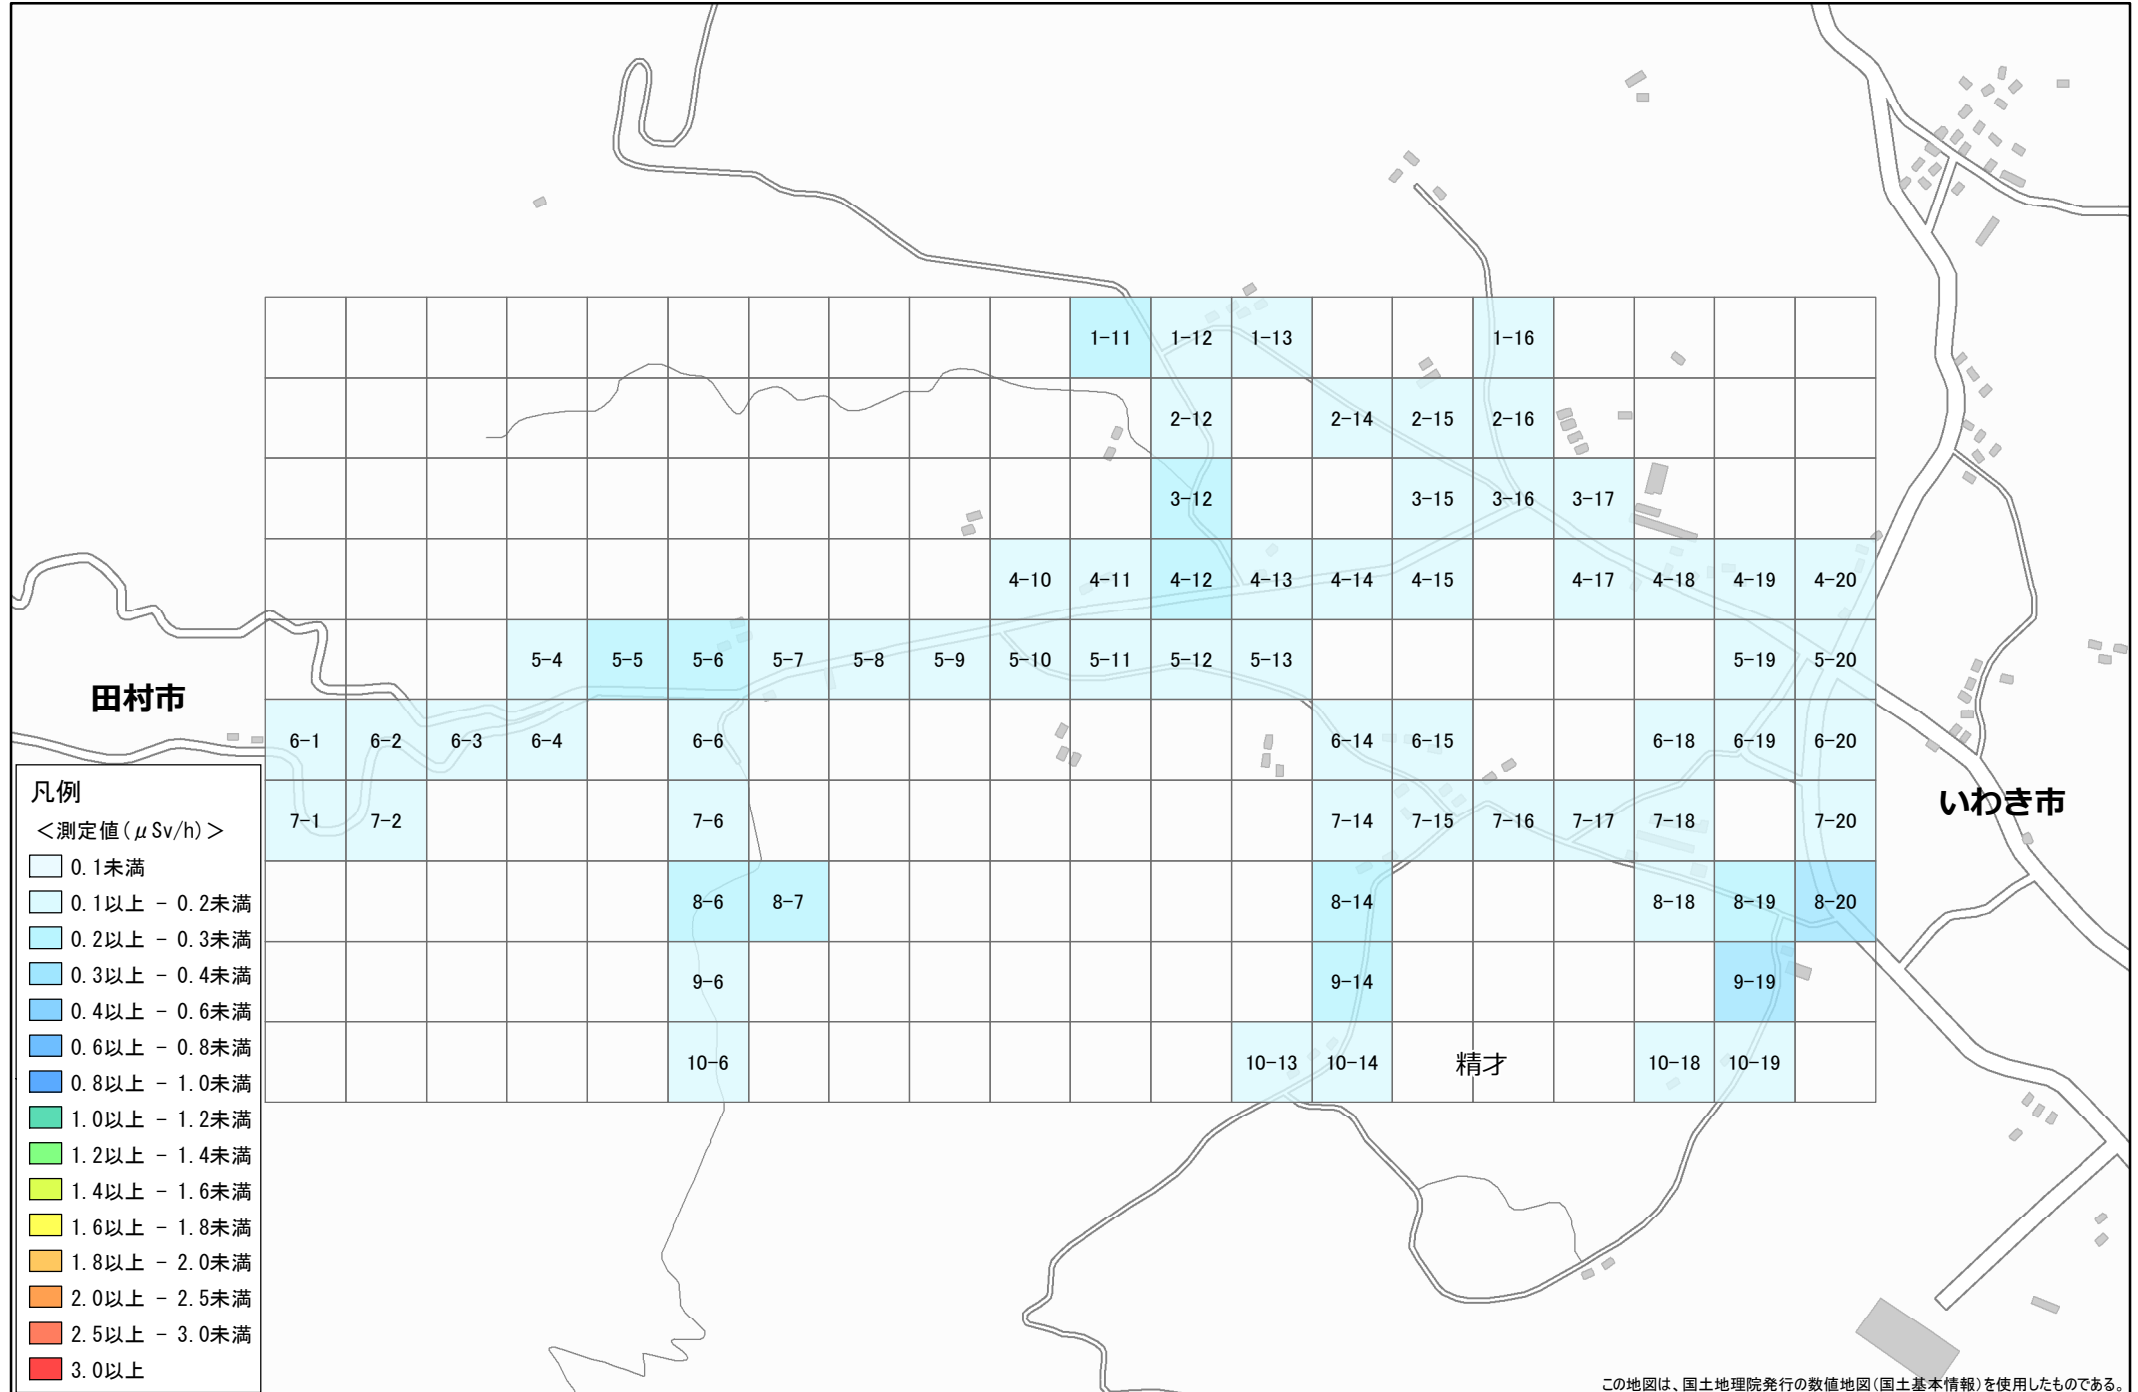 1-11 1-12 1-13 1-16
2-12 2-14 2-15 2-16
3-12 3-15 3-16 3-17
4-10 4-11 4-12 4-13 4-14 4-15 4-17 4-18 4-19 4-20
5-4 5-5 5-6 5-7 5-8 5-9 5-10 5-11 5-12 5-13 5-19 5-20
田村市
6-1 6-2 6-3 6-4 6-6 6-14 6-15 6-18 6-19 6-20
いわき市
7-1 7-2 7-6 7-14 7-15 7-16 7-17 7-18 7-20
8-6 8-7 8-14 8-18 8-19 8-20
9-6 9-14 9-19
10-6 10-13 10-14 精才 10-18 10-19
凡例
＜測定値(μSv/h)＞
0.1未満
0.1以上 - 0.2未満
0.2以上 - 0.3未満
0.3以上 - 0.4未満
0.4以上 - 0.6未満
0.6以上 - 0.8未満
0.8以上 - 1.0未満
1.0以上 - 1.2未満
1.2以上 - 1.4未満
1.4以上 - 1.6未満
1.6以上 - 1.8未満
1.8以上 - 2.0未満
2.0以上 - 2.5未満
2.5以上 - 3.0未満
3.0以上
この地図は、国土地理院発行の数値地図(国土基本情報)を使用したものである。